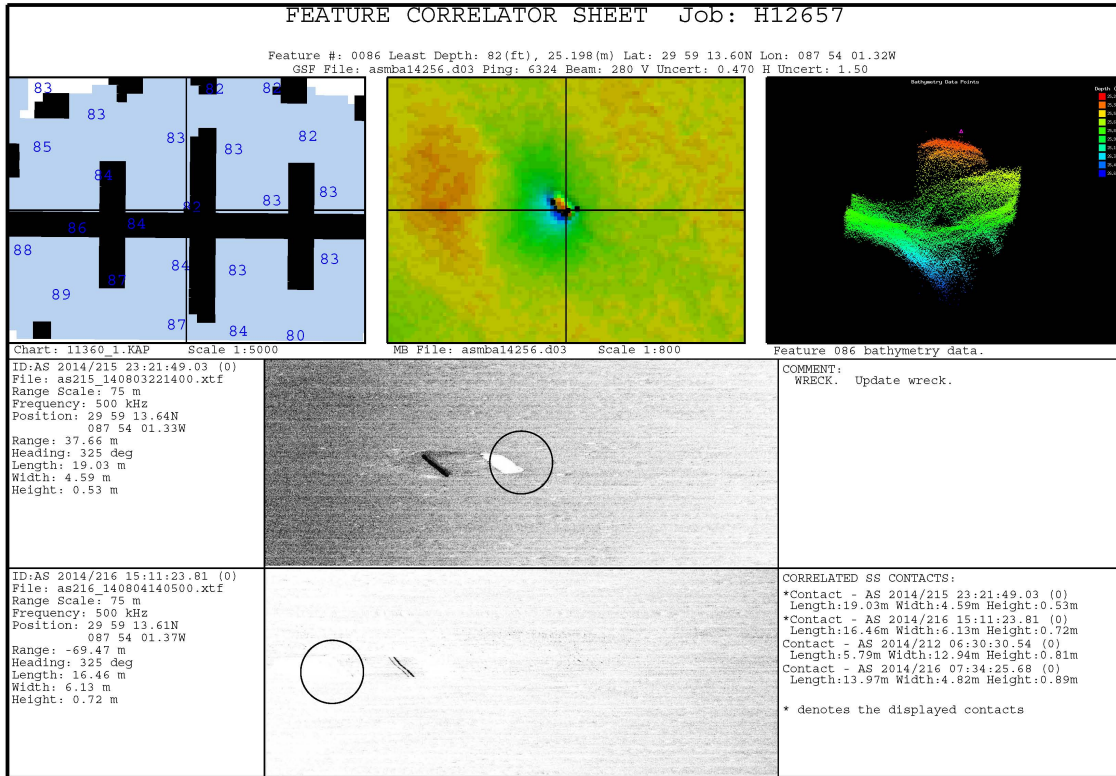 FEATURE CORRELATOR SHEET Job: H12657
Feature #: 0086 Least Depth: 82(ft), 25.198(m) Lat: 29 59 13.60N Lon: 087 54 01.32W
GSF File: asmba14256.d03 Ping: 6324 Beam: 280 V Uncert: 0.470 H Uncert: 1.50
83 82 82
83
85 83 83 82
84
83 83
82
86 84
88 84 83 83
87
89
87 84 80
Bathymetry Data Points
Chart: 11360_1.KAP Scale 1:5000
MB File: asmba14256.d03 Scale 1:800
Feature 086 bathymetry data.
ID:AS 2014/215 23:21:49.03 (0)
File: as215_140803221400.xtf
Range Scale: 75 m
Frequency: 500 kHz
Position: 29 59 13.64N
087 54 01.33W
Range: 37.66 m
Heading: 325 deg
Length: 19.03 m
Width: 4.59 m
Height: 0.53 m
COMMENT:
WRECK. Update wreck.
ID:AS 2014/216 15:11:23.81 (0)
File: as216_140804140500.xtf
Range Scale: 75 m
Frequency: 500 kHz
Position: 29 59 13.61N
087 54 01.37W
Range: -69.47 m
Heading: 325 deg
Length: 16.46 m
Width: 6.13 m
Height: 0.72 m
CORRELATED SS CONTACTS:
*Contact - AS 2014/215 23:21:49.03 (0)
Length:19.03m Width:4.59m Height:0.53m
*Contact - AS 2014/216 15:11:23.81 (0)
Length:16.46m Width:6.13m Height:0.72m
Contact - AS 2014/212 06:30:30.54 (0)
Length:5.79m Width:12.94m Height:0.81m
Contact - AS 2014/216 07:34:25.68 (0)
Length:13.97m Width:4.82m Height:0.89m
* denotes the displayed contacts